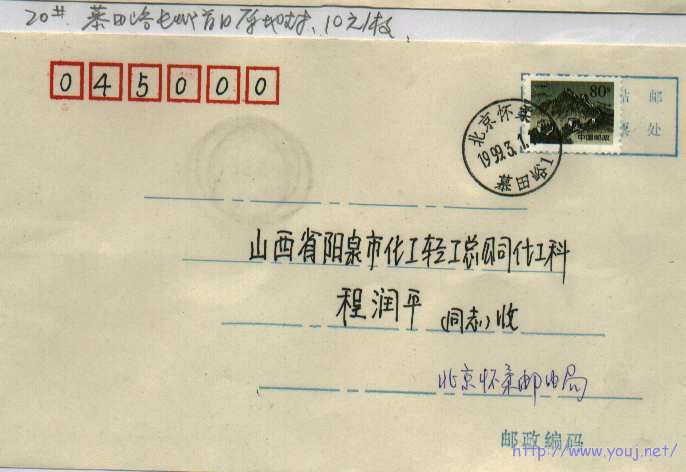 20# 慕田峪长城首日原地封，10元/枚
045000
80分
中国邮政
贴邮
票处
北京怀柔
1999.3.1
慕田峪1
山西省阳泉市化工轻工总公司化工科
程润平（同志）收
北京怀柔邮电局
邮政编码
http://www.youj.net/